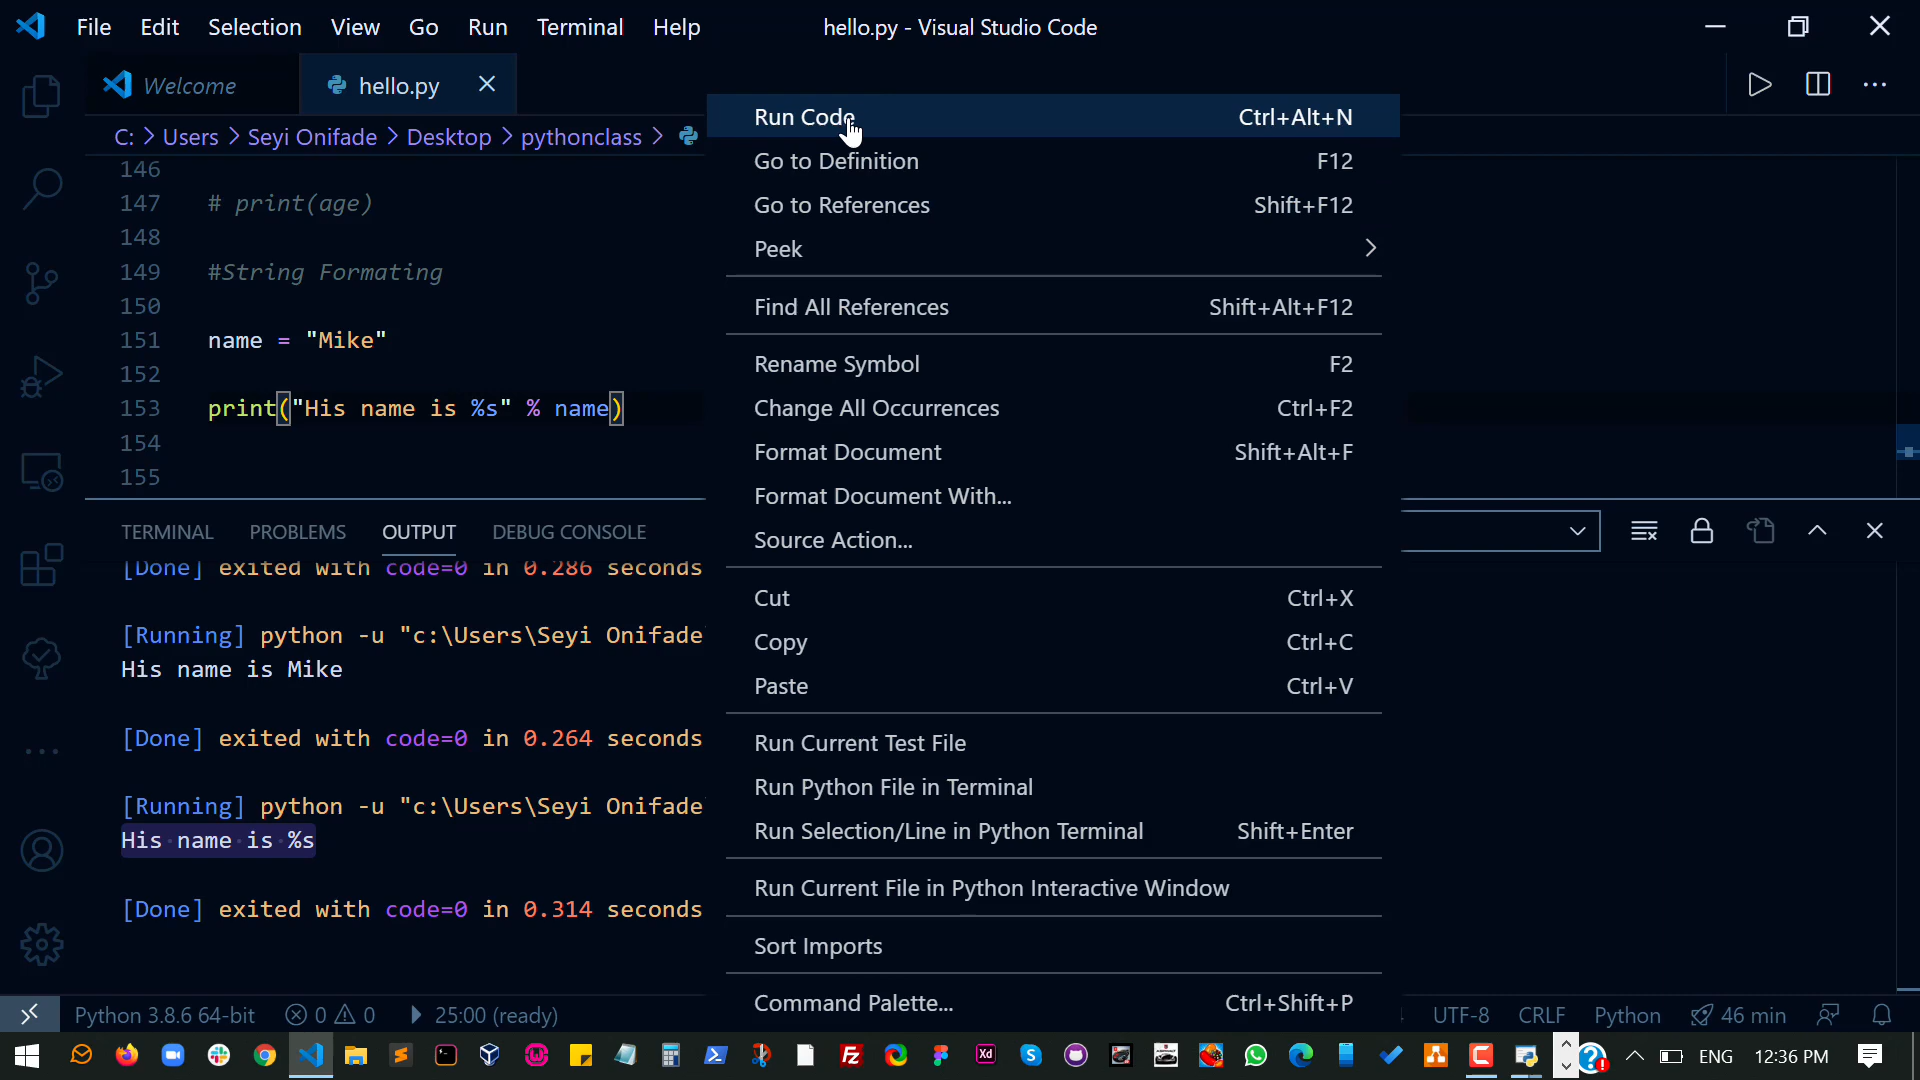 File Edit Selection View Go Run Terminal Help hello.py - Visual Studio Code
Welcome hello.py
C: > Users > Seyi Onifade > Desktop > pythonclass >
146
147 # print(age)
148
149 #String Formating
150
151 name = "Mike"
152
153 print("His name is %s" % name)
154
155
Run Code Ctrl+Alt+N
Go to Definition F12
Go to References Shift+F12
Peek
Find All References Shift+Alt+F12
Rename Symbol F2
Change All Occurrences Ctrl+F2
Format Document Shift+Alt+F
Format Document With...
Source Action...
Cut Ctrl+X
Copy Ctrl+C
Paste Ctrl+V
Run Current Test File
Run Python File in Terminal
Run Selection/Line in Python Terminal Shift+Enter
Run Current File in Python Interactive Window
Sort Imports
Command Palette... Ctrl+Shift+P
TERMINAL PROBLEMS OUTPUT DEBUG CONSOLE
[Done] exited with code=0 in 0.286 seconds
[Running] python -u "c:\Users\Seyi Onifade
His name is Mike
[Done] exited with code=0 in 0.264 seconds
[Running] python -u "c:\Users\Seyi Onifade
His name is %s
[Done] exited with code=0 in 0.314 seconds
Python 3.8.6 64-bit 0 0 25:00 (ready) UTF-8 CRLF Python 46 min
Fz Xd ENG 12:36 PM